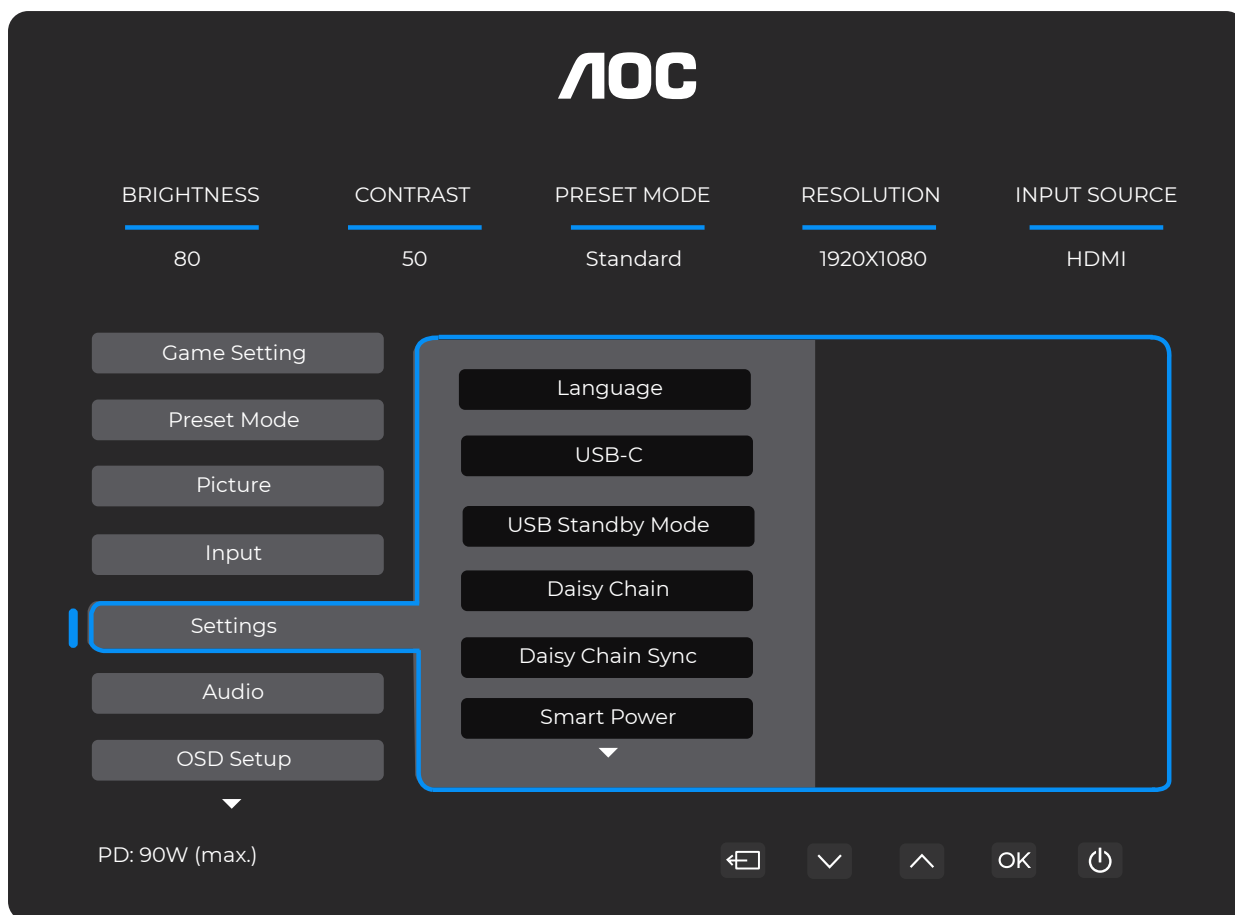 AOC
BRIGHTNESS CONTRAST PRESET MODE RESOLUTION INPUT SOURCE
80 50 Standard 1920X1080 HDMI
Game Setting
Preset Mode
Picture
Input
Settings
Audio
OSD Setup
Language
USB-C
USB Standby Mode
Daisy Chain
Daisy Chain Sync
Smart Power
PD: 90W (max.)
OK